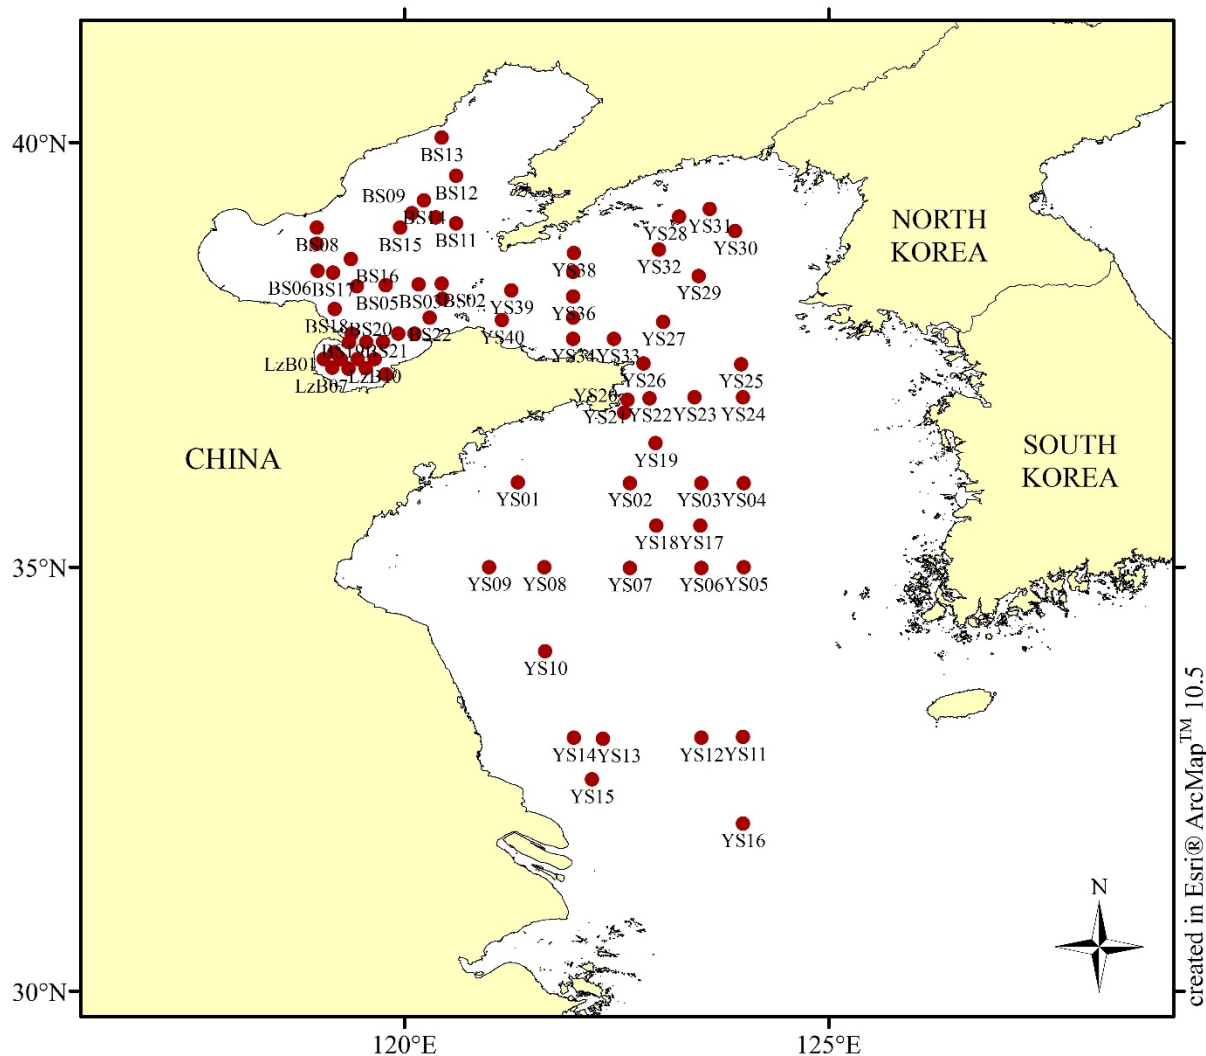 40°N
BS13
BS12
BS09
BS14
BS11
BS15
BS08
BS16
BS06
BS17
BS05
BS03
BS02
YS31
YS28
YS30
YS32
YS38
YS29
YS39
YS36
YS40
YS27
YS34
YS33
BS18
BS20
BS22
BS19
BS21
LzB01
LzB07
LzB10
YS26
YS25
YS20
YS21
YS22
YS23
YS24
NORTH
KOREA
CHINA
YS19
SOUTH
KOREA
YS01
YS02
YS03
YS04
YS18
YS17
35°N
YS09
YS08
YS07
YS06
YS05
YS10
YS14
YS13
YS12
YS11
YS15
YS16
N
30°N
120°E
125°E
created in Esri® ArcMap™ 10.5